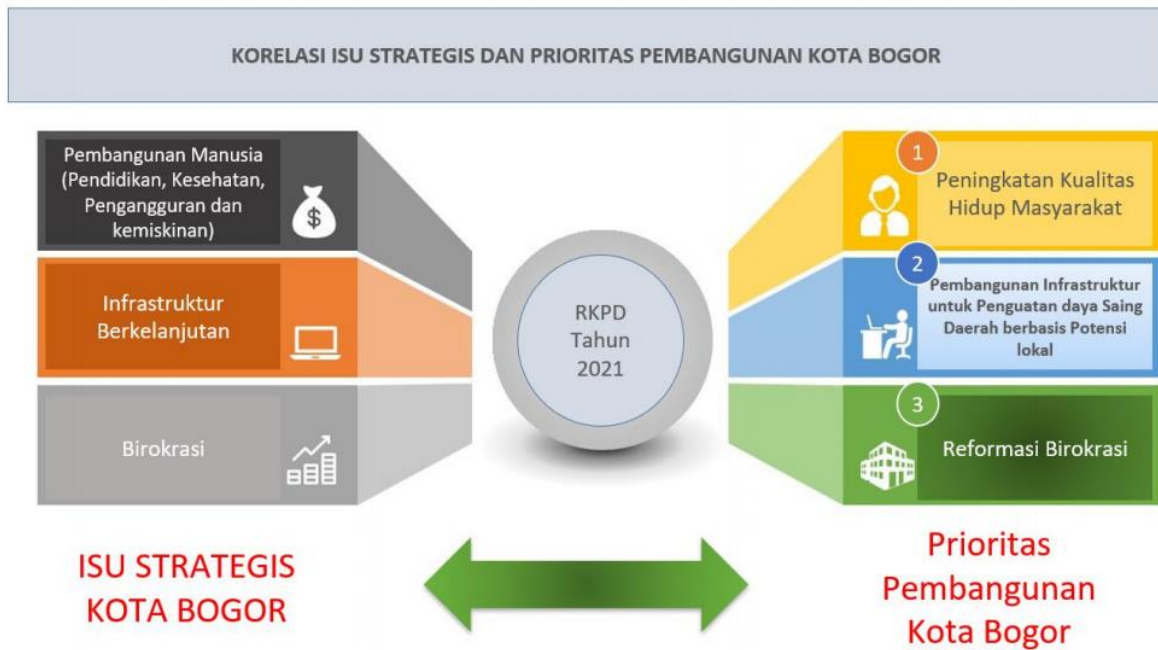 KORELASI ISU STRATEGIS DAN PRIORITAS PEMBANGUNAN KOTA BOGOR
Pembangunan Manusia
(Pendidikan, Kesehatan,
Pengangguran dan
kemiskinan)
$
Infrastruktur
Berkelanjutan
Birokrasi
ISU STRATEGIS
KOTA BOGOR
RKPD
Tahun
2021
1
Peningkatan Kualitas
Hidup Masyarakat
2
Pembangunan Infrastruktur
untuk Penguatan daya Saing
Daerah berbasis Potensi
lokal
3
Reformasi Birokrasi
Prioritas
Pembangunan
Kota Bogor